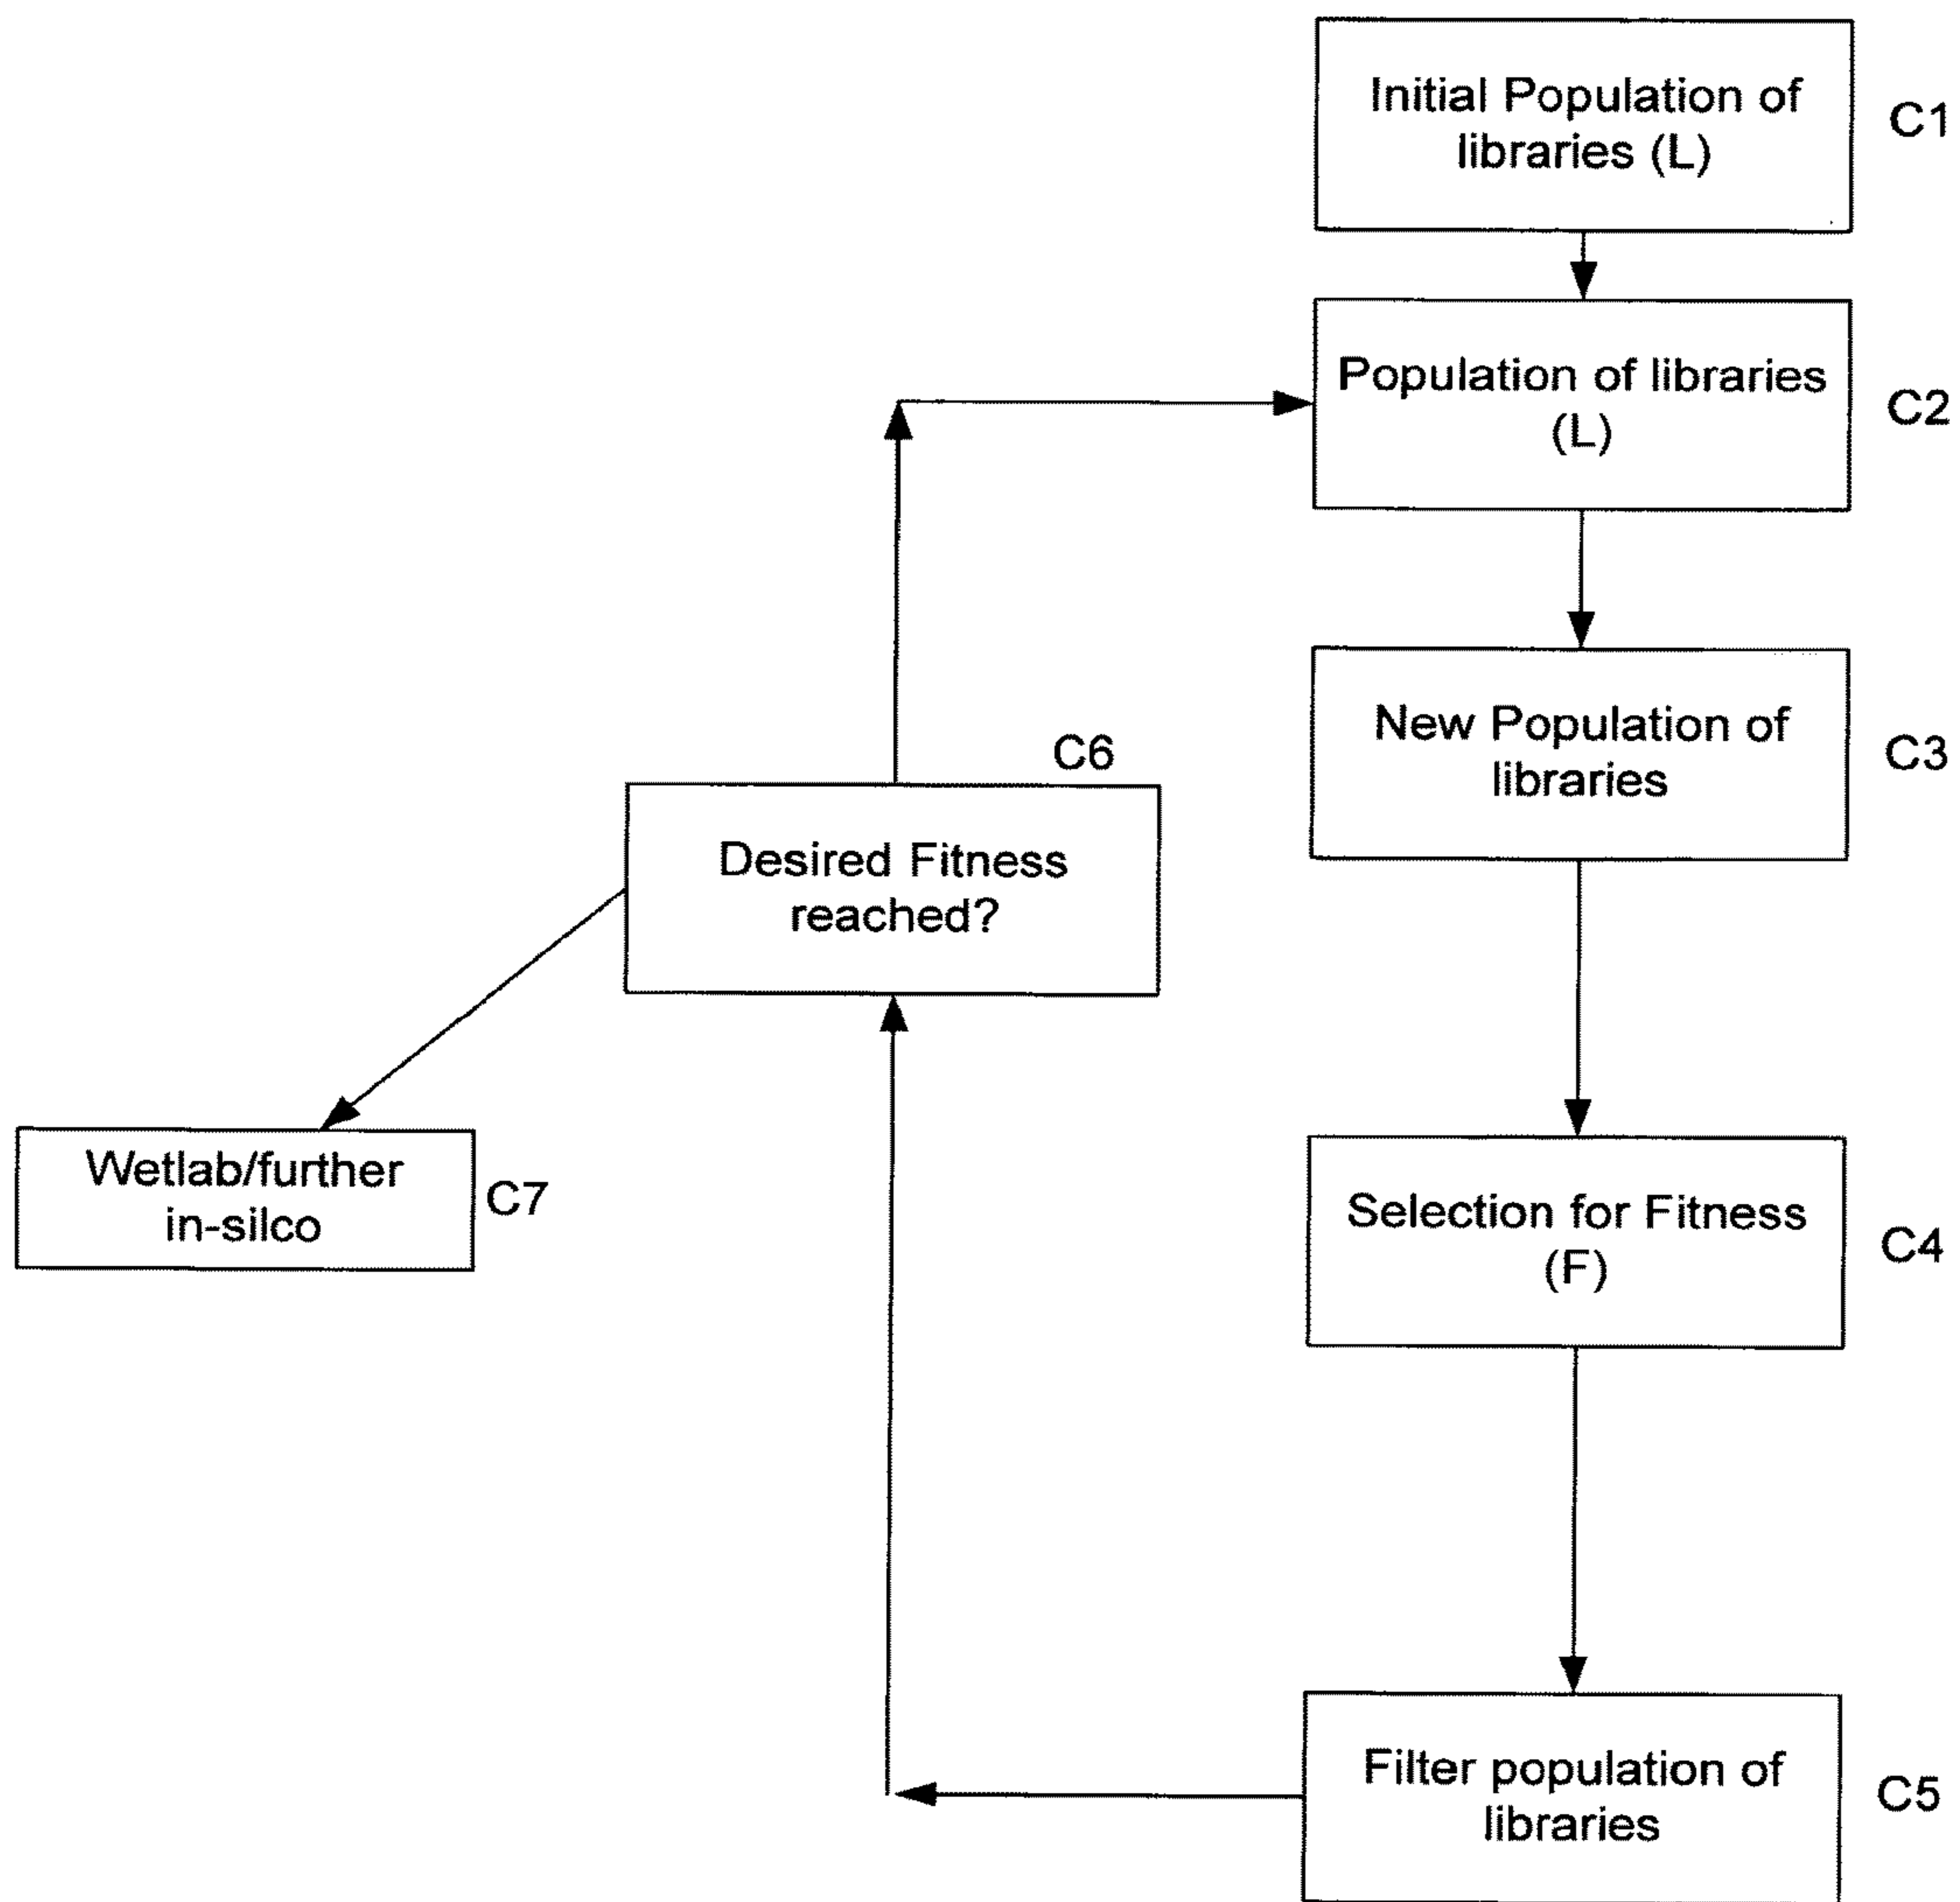 Initial Population of
libraries (L)
C1
Population of libraries
(L)
C2
New Population of
libraries
C3
C6
Desired Fitness
reached?
Wetlab/further
in-silco
C7
Selection for Fitness
(F)
C4
Filter population of
libraries
C5